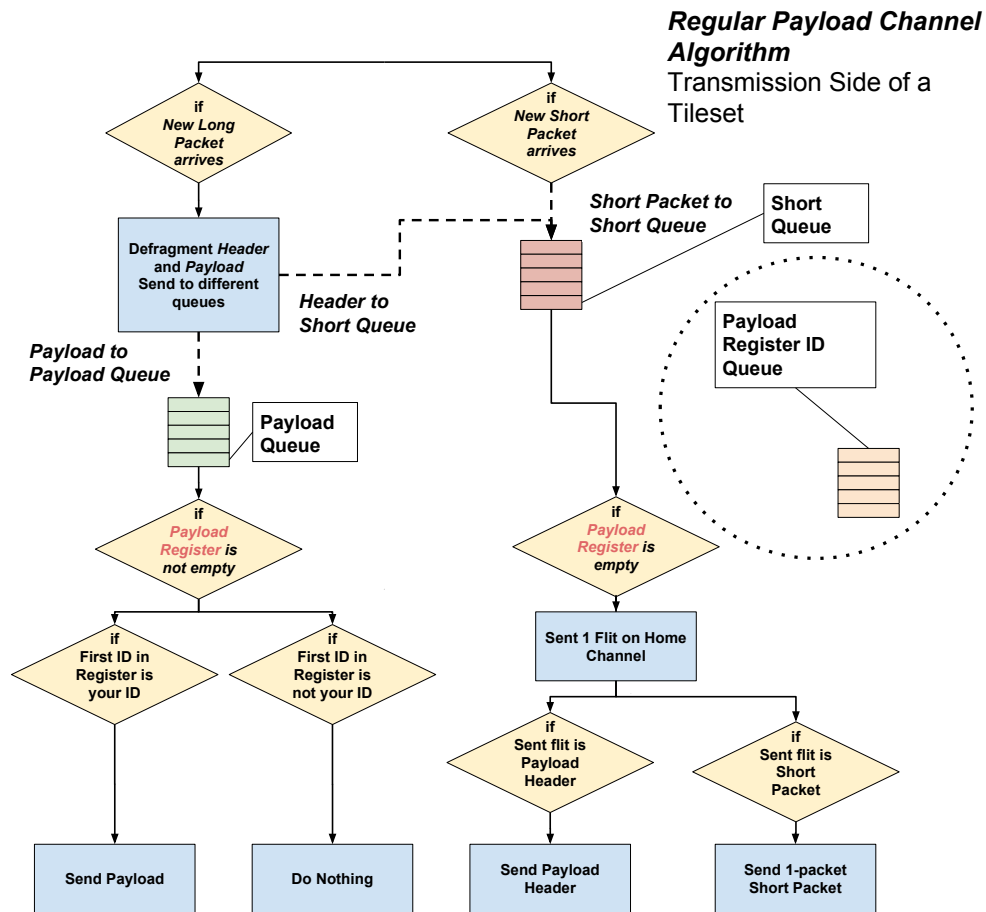 Regular Payload Channel
Algorithm
Transmission Side of a
Tileset
if
New Long
Packet
arrives
if
New Short
Packet
arrives
Short Packet to
Short Queue
Short
Queue
Defragment Header
and Payload
Send to different
queues
Header to
Short Queue
Payload to
Payload Queue
Payload
Register ID
Queue
Payload
Queue
if
Payload
Register is
not empty
if
Payload
Register is
empty
Sent 1 Flit on Home
Channel
if
First ID in
Register is
your ID
if
First ID in
Register is
not your ID
if
Sent flit is
Payload
Header
if
Sent flit is
Short
Packet
Send Payload
Do Nothing
Send Payload
Header
Send 1-packet
Short Packet